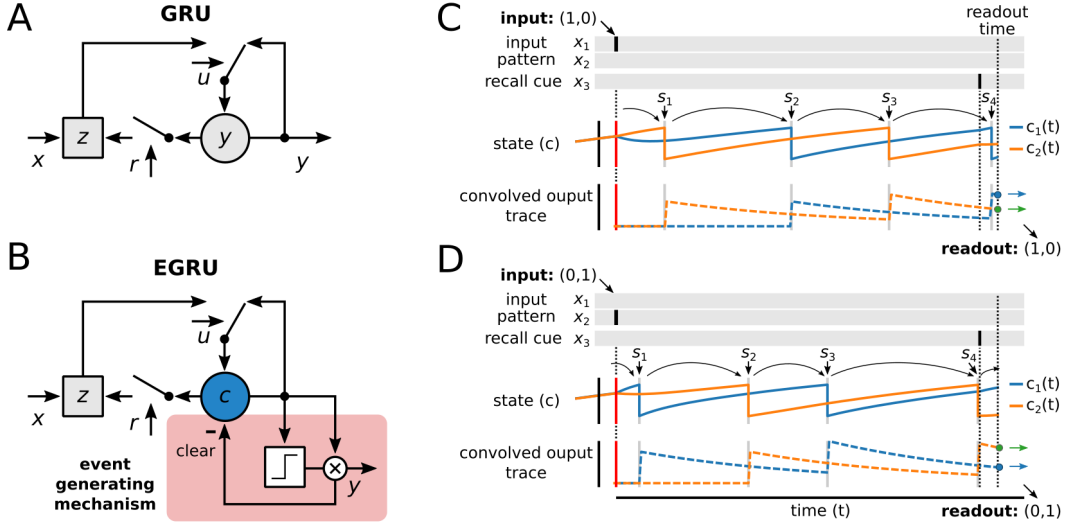 A
GRU
u
z
y
x
r
y
B
EGRU
u
z
c
x
r
clear
-
event
generating
mechanism
y
C
input: (1,0)
readout
time
input x1
pattern x2
recall cue x3
s1 s2 s3 s4
state (c)
c1(t)
c2(t)
convolved ouput
trace
readout: (1,0)
D
input: (0,1)
input x1
pattern x2
recall cue x3
s1 s2 s3 s4
state (c)
c1(t)
c2(t)
convolved ouput
trace
time (t)
readout: (0,1)